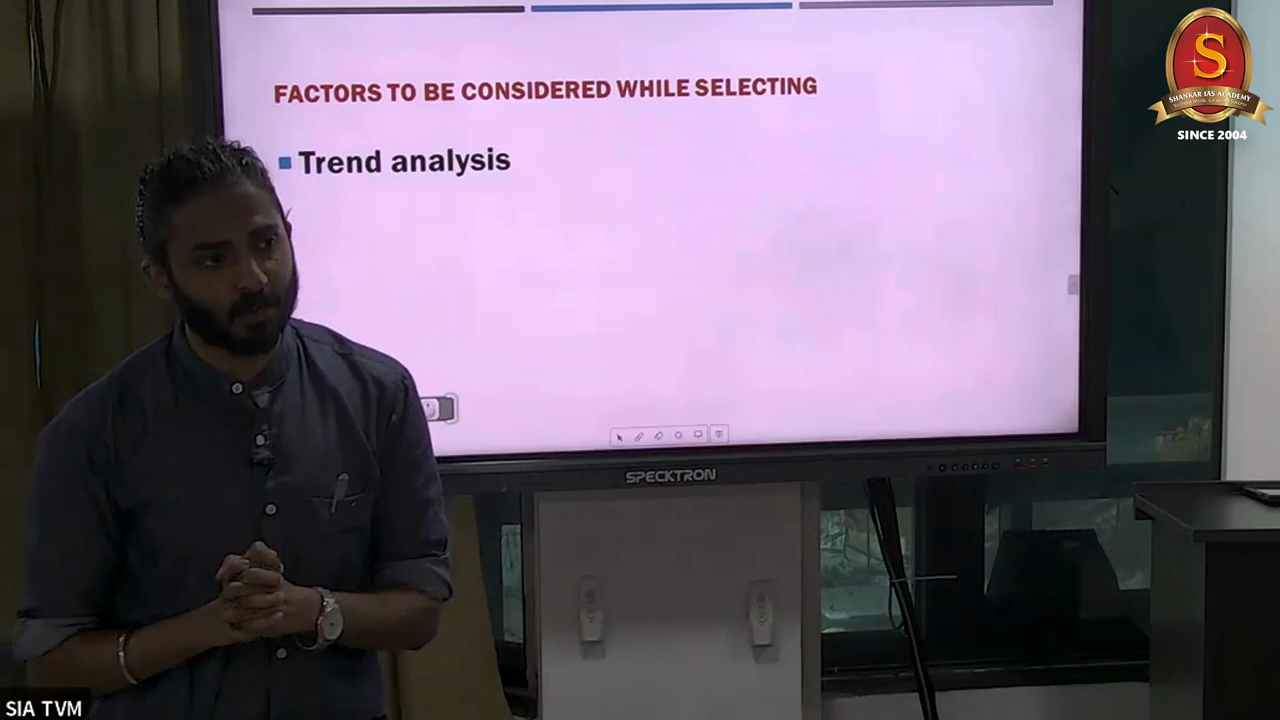 FACTORS TO BE CONSIDERED WHILE SELECTING
Trend analysis
SPECKTRON
S
SHANKAR IAS ACADEMY
SINCE 2004
SIA TVM